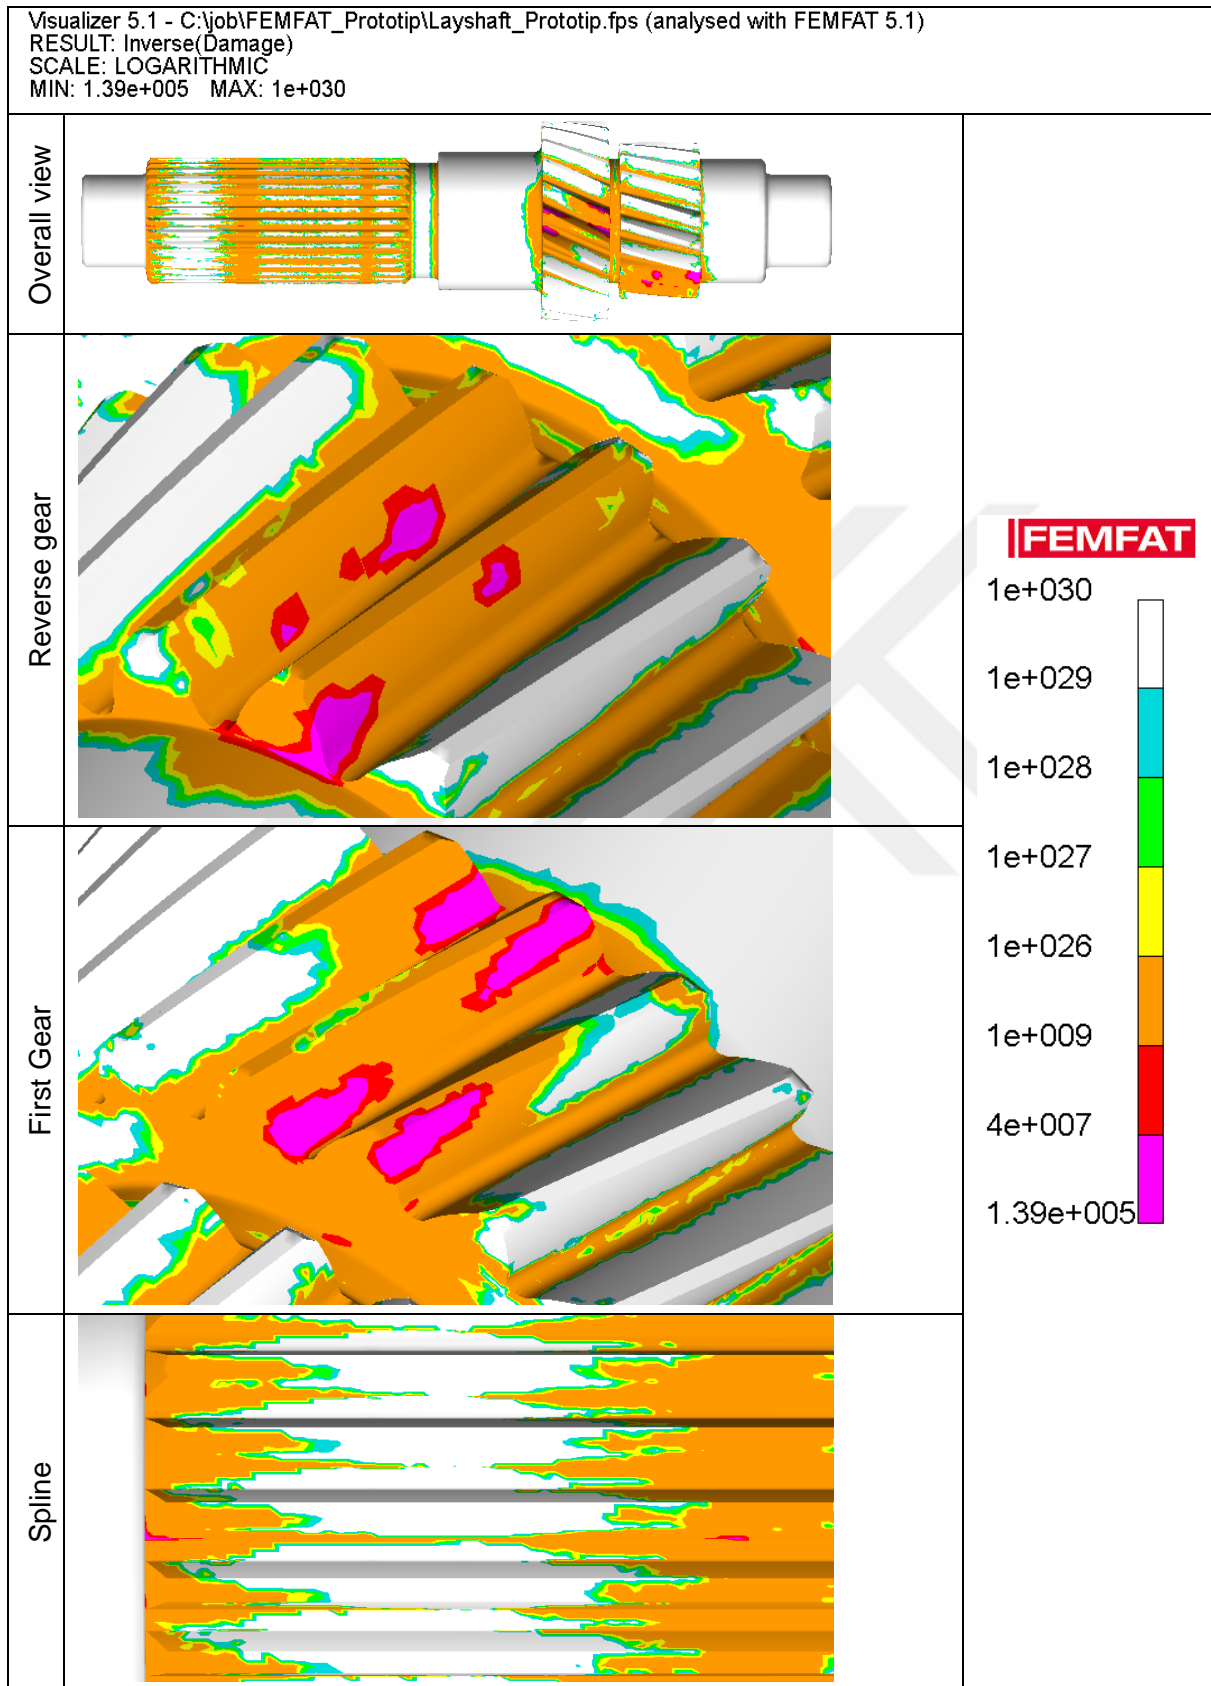 Visualizer 5.1 - C:\job\FEMFAT_Prototip\Layshaft_Prototip.fps (analysed with FEMFAT 5.1)
RESULT: Inverse(Damage)
SCALE: LOGARITHMIC
MIN: 1.39e+005 MAX: 1e+030
Overall view
Reverse gear
First Gear
Spline
FEMFAT
1e+030
1e+029
1e+028
1e+027
1e+026
1e+009
4e+007
1.39e+005